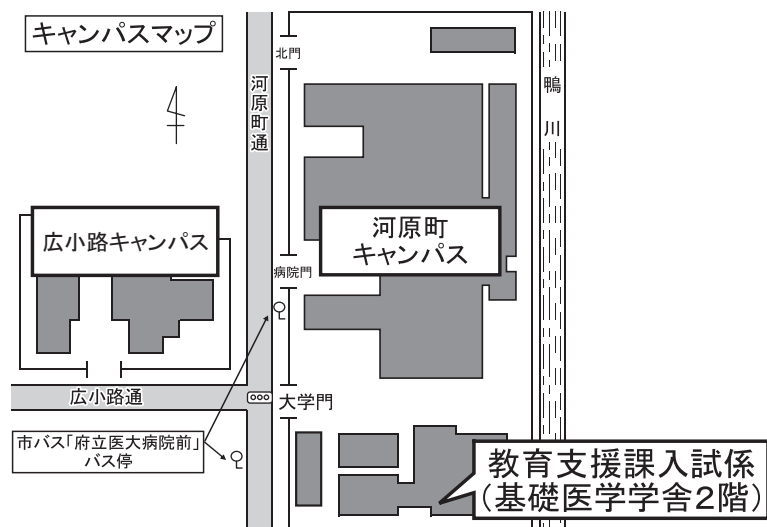 キャンパスマップ
北門
河原町通
鴨川
広小路キャンパス
河原町
キャンパス
病院門
広小路通
大学門
市バス「府立医大病院前」
バス停
教育支援課入試係
(基礎医学学舎2階)